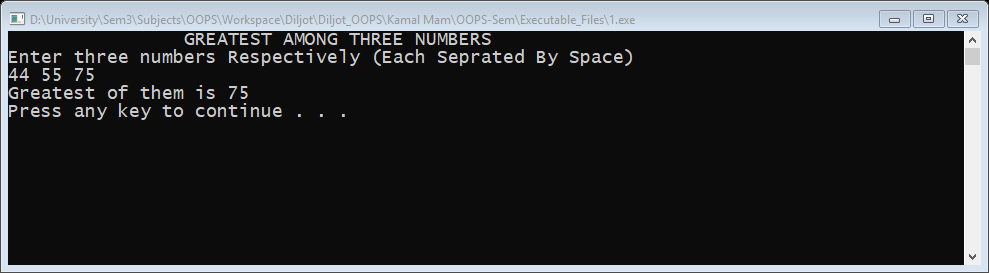 D:\University\Sem3\Subjects\OOPS\Workspace\Diljot\Diljot_OOPS\Kamal Mam\OOPS-Sem\Executable_Files\1.exe
GREATEST AMONG THREE NUMBERS
Enter three numbers Respectively (Each Seprated By Space)
44 55 75
Greatest of them is 75
Press any key to continue . . .